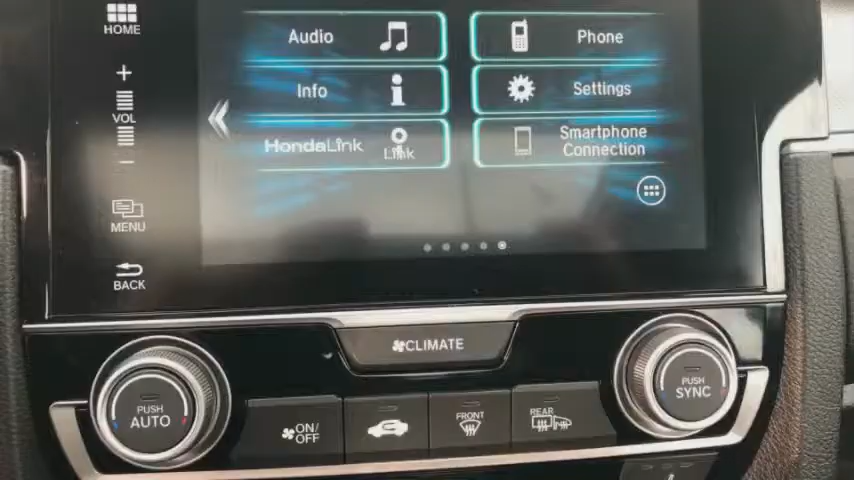 HOME
VOL
MENU
BACK
Audio
Phone
Info
Settings
HondaLink
Link
Smartphone
Connection
CLIMATE
PUSH
AUTO
ON/
OFF
FRONT
REAR
PUSH
SYNC